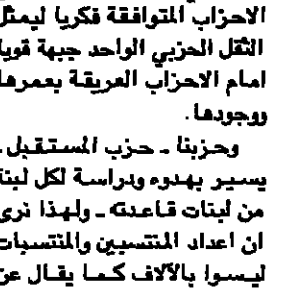 الاحزاب المتوافقة فكريا ليمثل
الثقل الحزبي الواحد جبهة قويا
امام الاحزاب العريقة بعمرها
ووجودها.
وحزبنا ـ حزب المستقبل ـ
يسير بهدوء ودراسة لكل لبنة
من لبنات قاعدته ـ ولهذا نرى
ان اعداد المنتسبين والمنتسبات
ليسوا بالآلاف كما يقال عن